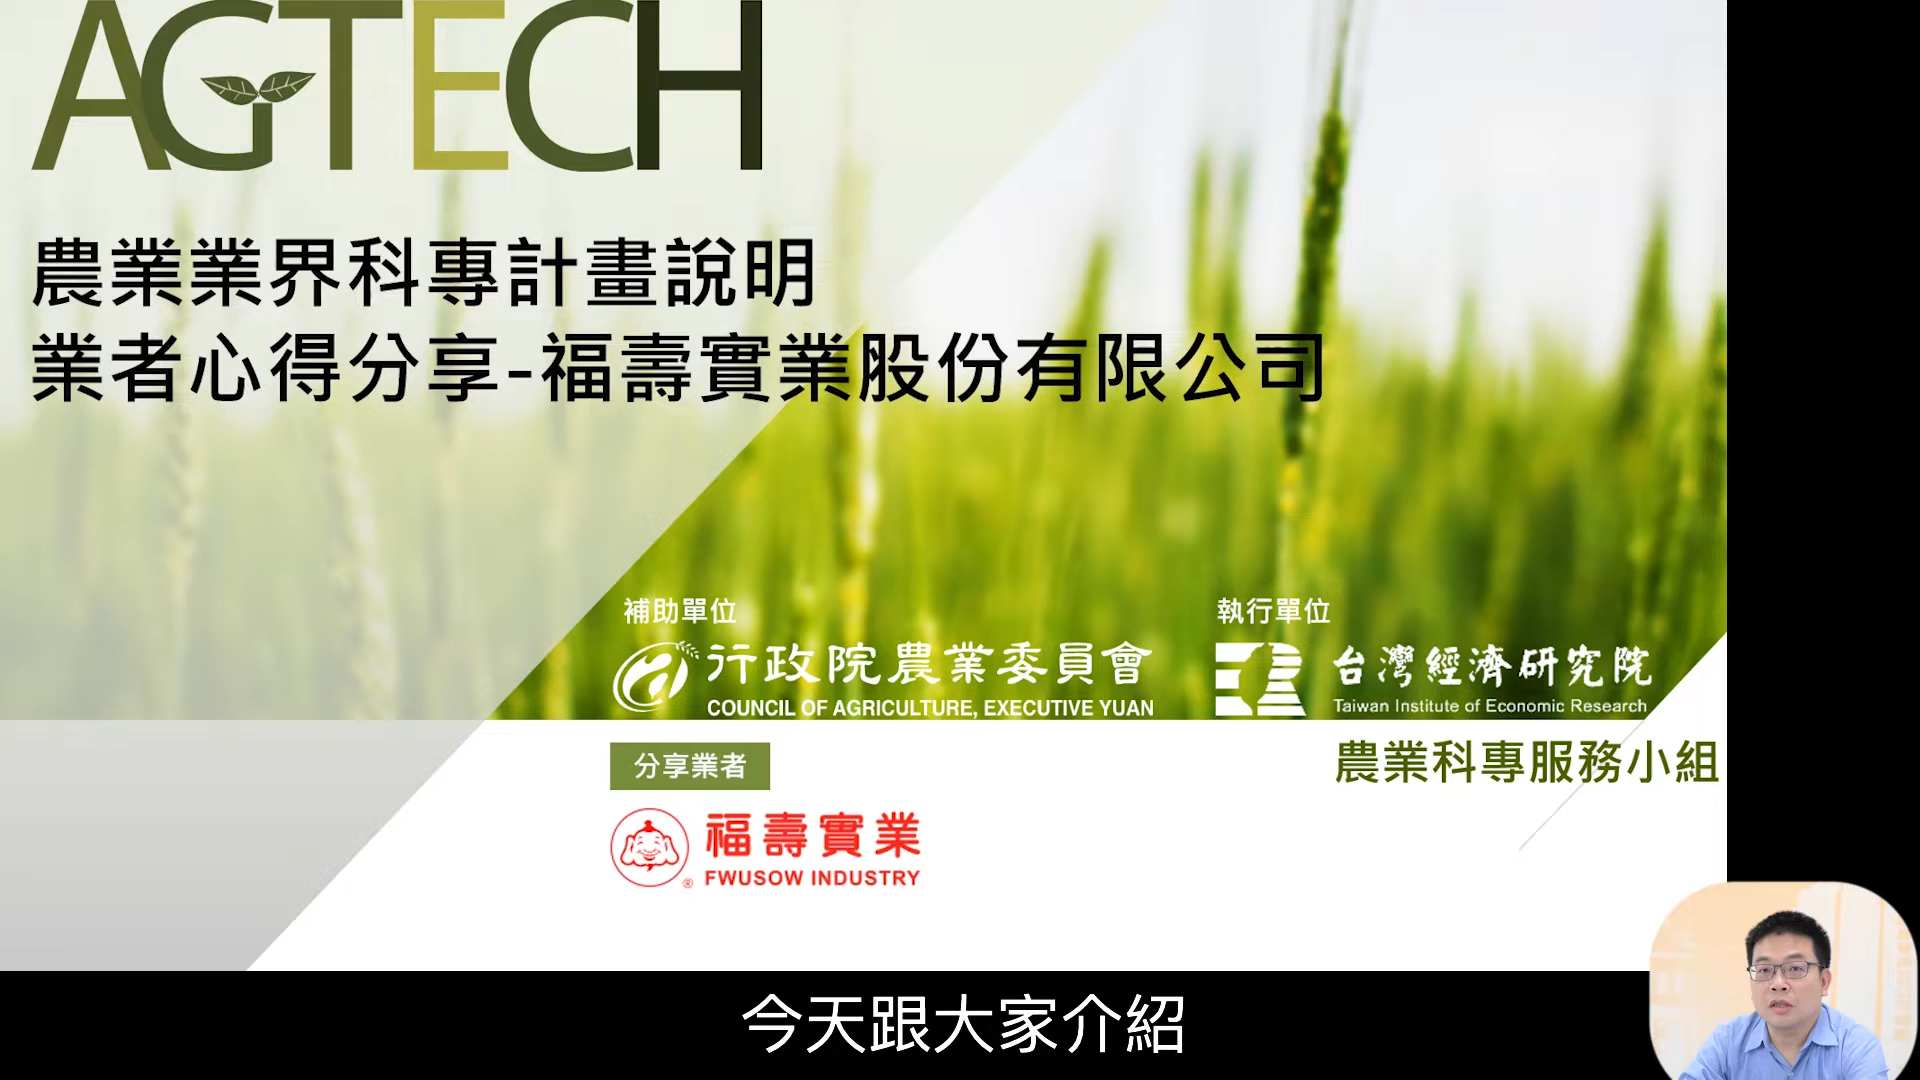 AGTECH
農業業界科專計畫說明
業者心得分享-福壽實業股份有限公司
補助單位
行政院農業委員會
COUNCIL OF AGRICULTURE, EXECUTIVE YUAN
執行單位
台灣經濟研究院
Taiwan Institute of Economic Research
農業科專服務小組
分享業者
福壽實業
® FWUSOW INDUSTRY
今天跟大家介紹